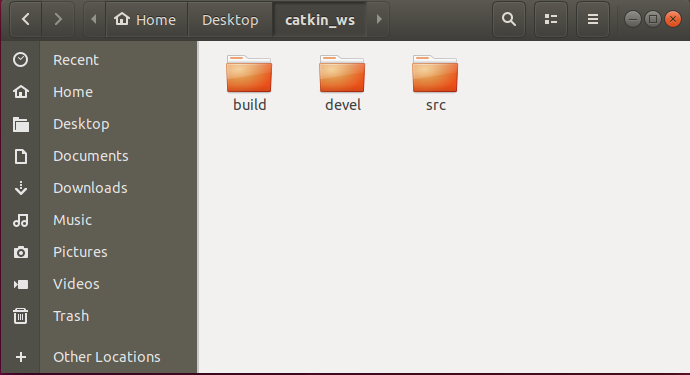 Home Desktop catkin_ws
Recent
Home
Desktop
Documents
Downloads
Music
Pictures
Videos
Trash
Other Locations
build devel src